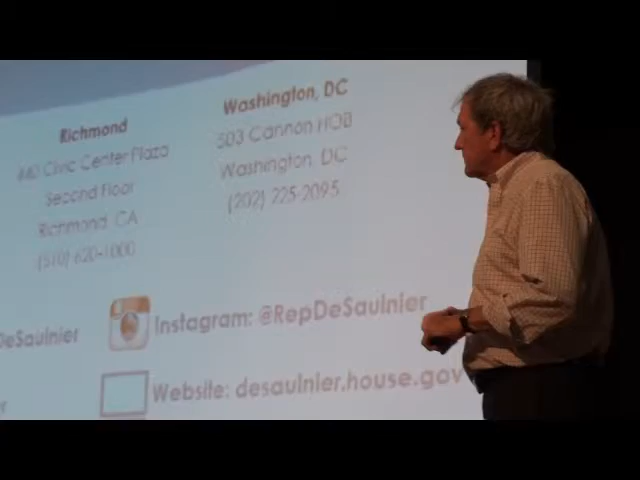 Richmond
440 Civic Center Plaza
Second Floor
Richmond, CA
(510) 620-1000
Washington, DC
503 Cannon HOB
Washington, DC
(202) 225-2095
DeSaulnier
Instagram: @RepDeSaulnier
Website: desaulnier.house.gov